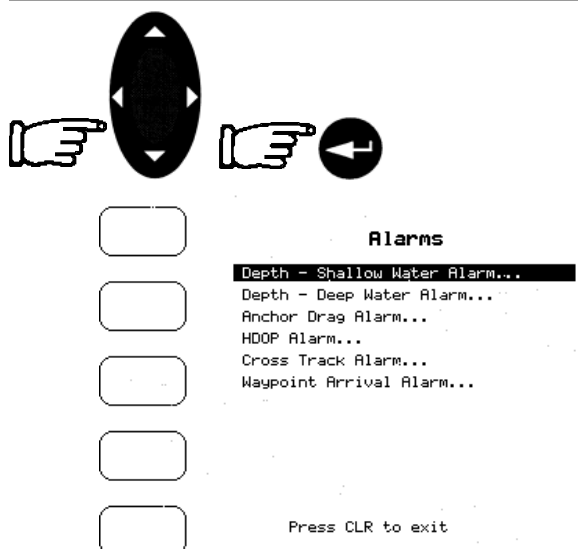 Alarms
Depth - Shallow Water Alarm...
Depth - Deep Water Alarm...
Anchor Drag Alarm...
HDOP Alarm...
Cross Track Alarm...
Waypoint Arrival Alarm...
Press CLR to exit